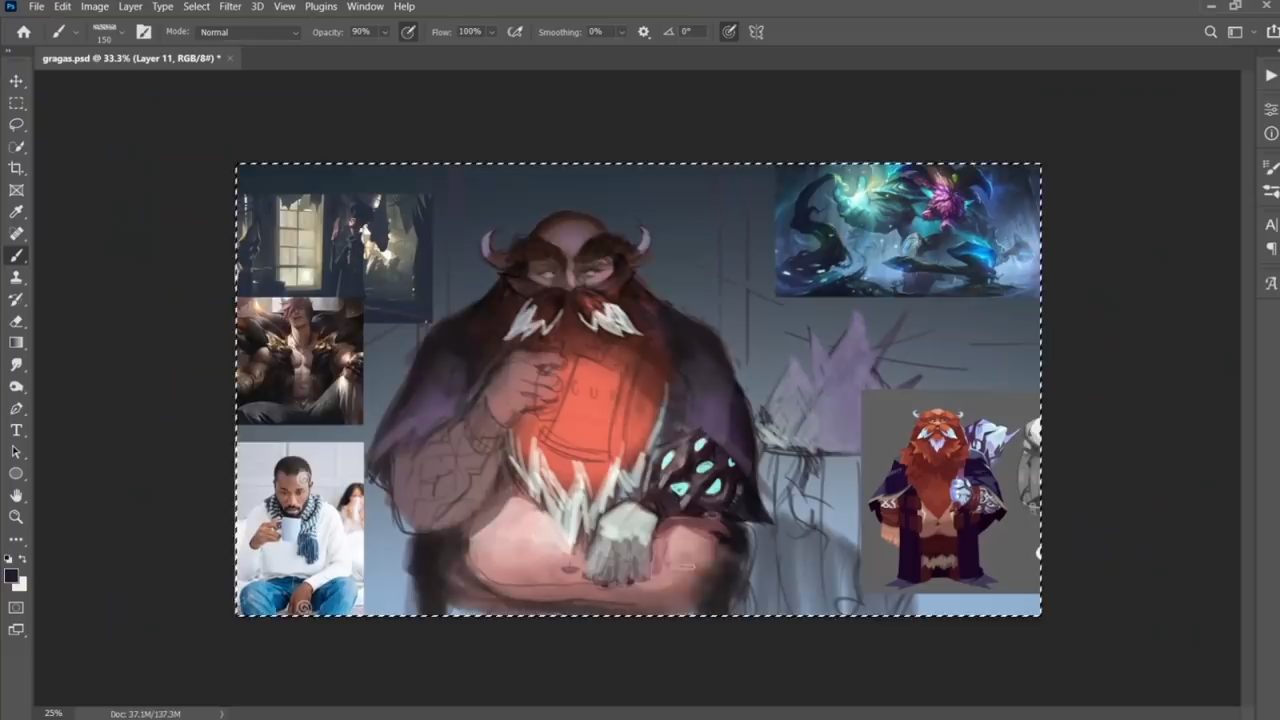 Ps File Edit Image Layer Type Select Filter 3D View Plugins Window Help
150 Mode: Normal Opacity: 90% Flow: 100% Smoothing: 0% 0°
gragas.psd @ 33.3% (Layer 11, RGB/8#) *
25% Doc: 37.1M/137.3M